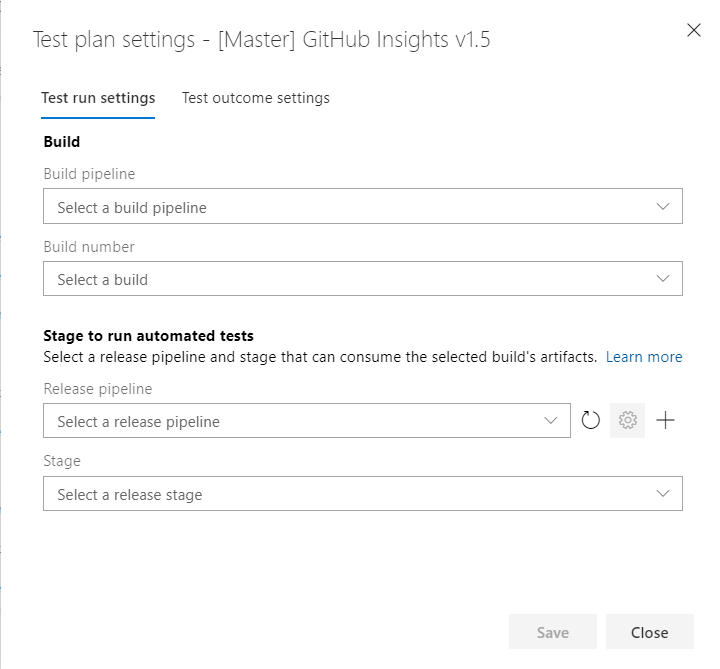 Test plan settings - [Master] GitHub Insights v1.5
Test run settings
Test outcome settings
Build
Build pipeline
Select a build pipeline
Build number
Select a build
Stage to run automated tests
Select a release pipeline and stage that can consume the selected build's artifacts. Learn more
Release pipeline
Select a release pipeline
Stage
Select a release stage
Save
Close